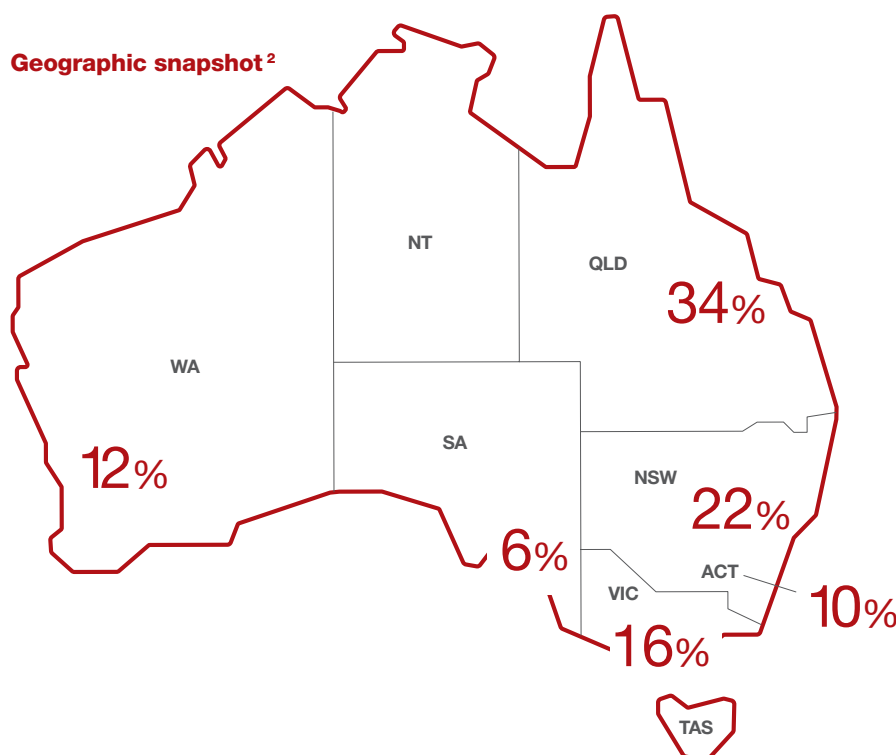 Geographic snapshot 2
NT
QLD
34%
WA
SA
12%
NSW
22%
6%
ACT
VIC
10%
16%
TAS